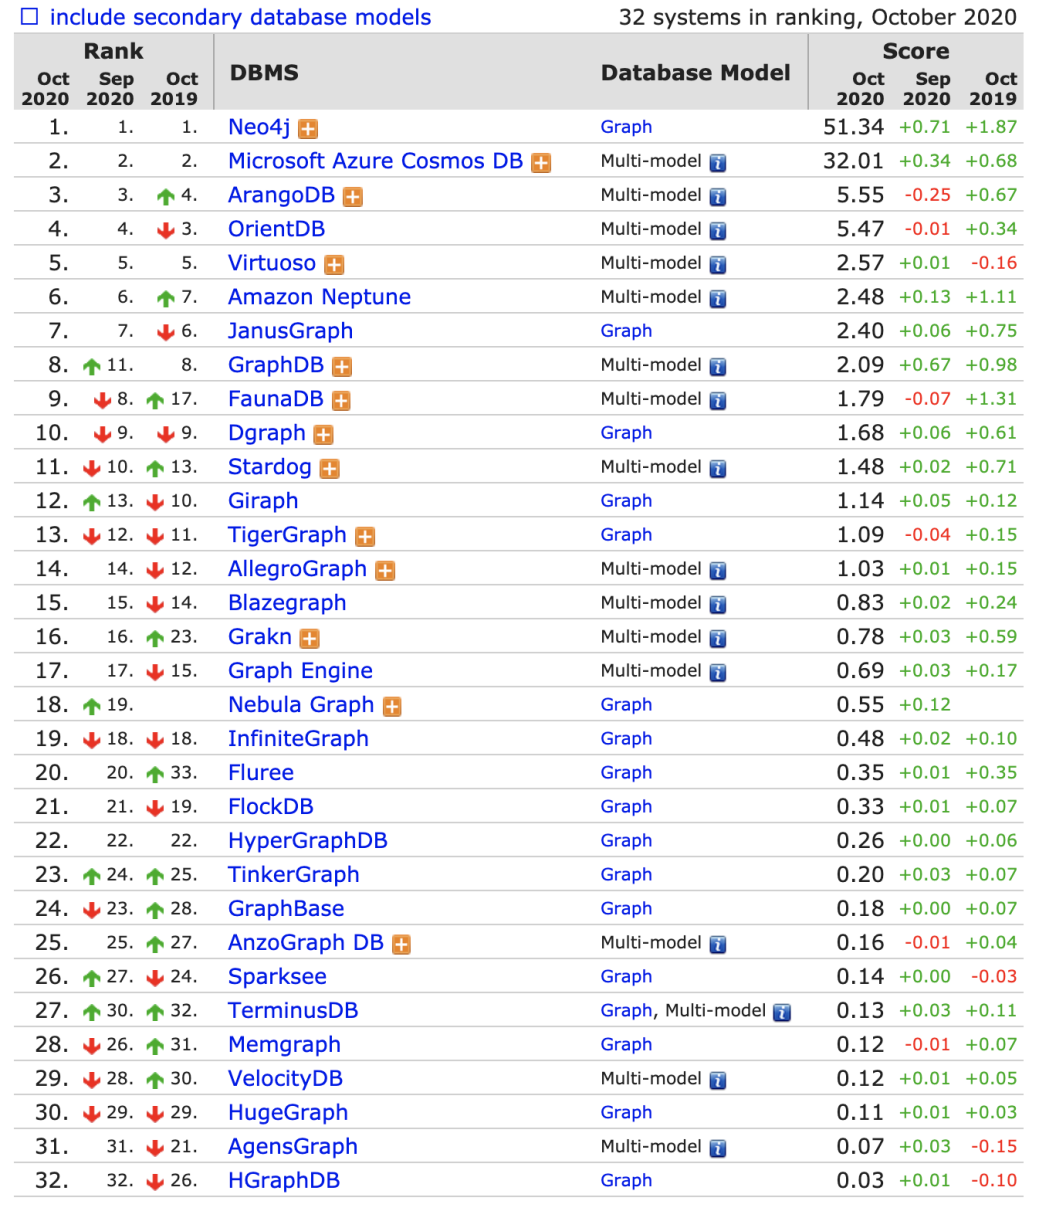 include secondary database models 32 systems in ranking, October 2020
Rank Score
DBMS Database Model
Oct Sep Oct Oct Sep Oct
2020 2020 2019 2020 2020 2019
1. 1. 1. Neo4j Graph 51.34 +0.71 +1.87
2. 2. 2. Microsoft Azure Cosmos DB Multi-model 32.01 +0.34 +0.68
3. 3. 4. ArangoDB Multi-model 5.55 -0.25 +0.67
4. 4. 3. OrientDB Multi-model 5.47 -0.01 +0.34
5. 5. 5. Virtuoso Multi-model 2.57 +0.01 -0.16
6. 6. 7. Amazon Neptune Multi-model 2.48 +0.13 +1.11
7. 7. 6. JanusGraph Graph 2.40 +0.06 +0.75
8. 11. 8. GraphDB Multi-model 2.09 +0.67 +0.98
9. 8. 17. FaunaDB Multi-model 1.79 -0.07 +1.31
10. 9. 9. Dgraph Graph 1.68 +0.06 +0.61
11. 10. 13. Stardog Multi-model 1.48 +0.02 +0.71
12. 13. 10. Giraph Graph 1.14 +0.05 +0.12
13. 12. 11. TigerGraph Graph 1.09 -0.04 +0.15
14. 14. 12. AllegroGraph Multi-model 1.03 +0.01 +0.15
15. 15. 14. Blazegraph Multi-model 0.83 +0.02 +0.24
16. 16. 23. Grakn Multi-model 0.78 +0.03 +0.59
17. 17. 15. Graph Engine Multi-model 0.69 +0.03 +0.17
18. 19. Nebula Graph Graph 0.55 +0.12
19. 18. 18. InfiniteGraph Graph 0.48 +0.02 +0.10
20. 20. 33. Fluree Graph 0.35 +0.01 +0.35
21. 21. 19. FlockDB Graph 0.33 +0.01 +0.07
22. 22. 22. HyperGraphDB Graph 0.26 +0.00 +0.06
23. 24. 25. TinkerGraph Graph 0.20 +0.03 +0.07
24. 23. 28. GraphBase Graph 0.18 +0.00 +0.07
25. 25. 27. AnzoGraph DB Multi-model 0.16 -0.01 +0.04
26. 27. 24. Sparksee Graph 0.14 +0.00 -0.03
27. 30. 32. TerminusDB Graph, Multi-model 0.13 +0.03 +0.11
28. 26. 31. Memgraph Graph 0.12 -0.01 +0.07
29. 28. 30. VelocityDB Multi-model 0.12 +0.01 +0.05
30. 29. 29. HugeGraph Graph 0.11 +0.01 +0.03
31. 31. 21. AgensGraph Multi-model 0.07 +0.03 -0.15
32. 32. 26. HGraphDB Graph 0.03 +0.01 -0.10